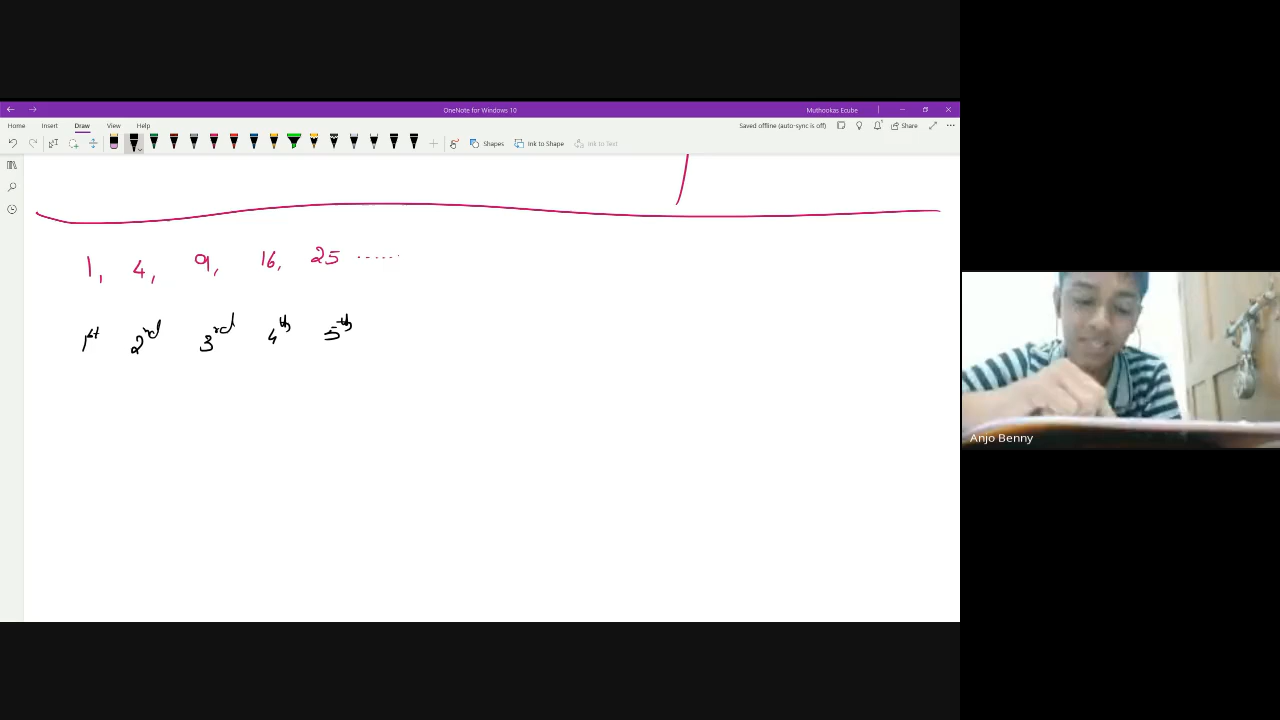 OneNote for Windows 10
Muthookas Ecube
Home Insert Draw View Help
Saved offline (auto-sync is off)
Share
Shapes Ink to Shape Ink to Text
1, 4, 9, 16, 25 ......
1st 2nd 3rd 4th 5th
Anjo Benny